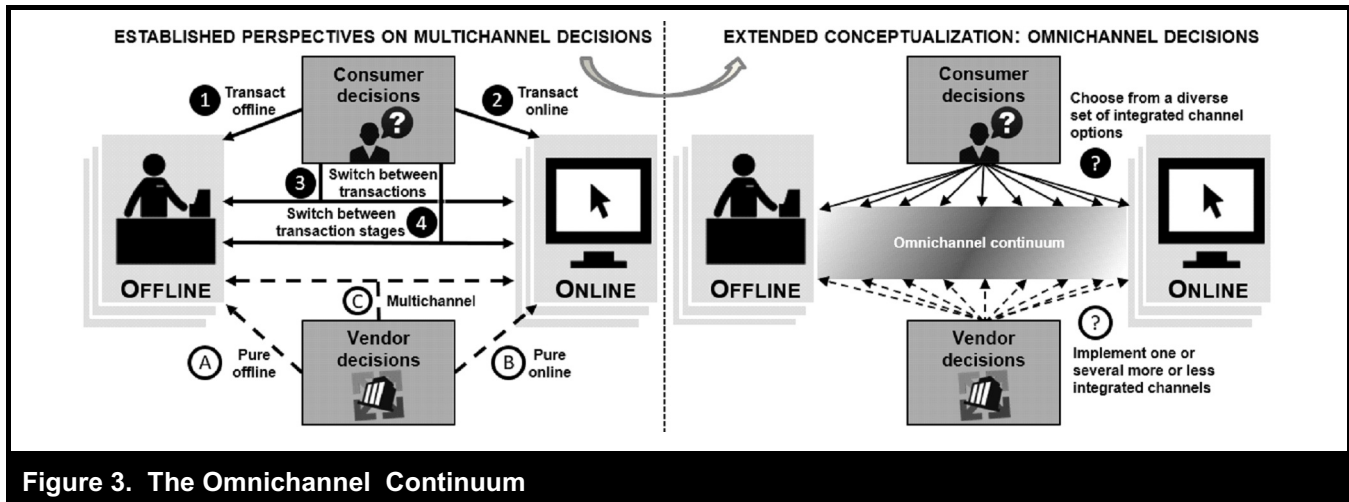 ESTABLISHED PERSPECTIVES ON MULTICHANNEL DECISIONS
Consumer
decisions
?
1 Transact
offline
2 Transact
online
3 Switch between
transactions
Switch between
transaction stages 4
OFFLINE
ONLINE
C Multichannel
A Pure
offline
Vendor
decisions
B Pure
online
EXTENDED CONCEPTUALIZATION: OMNICHANNEL DECISIONS
Consumer
decisions
?
Choose from a diverse
set of integrated channel
options
?
Omnichannel continuum
OFFLINE
ONLINE
Vendor
decisions
?
Implement one or
several more or less
integrated channels
Figure 3. The Omnichannel Continuum